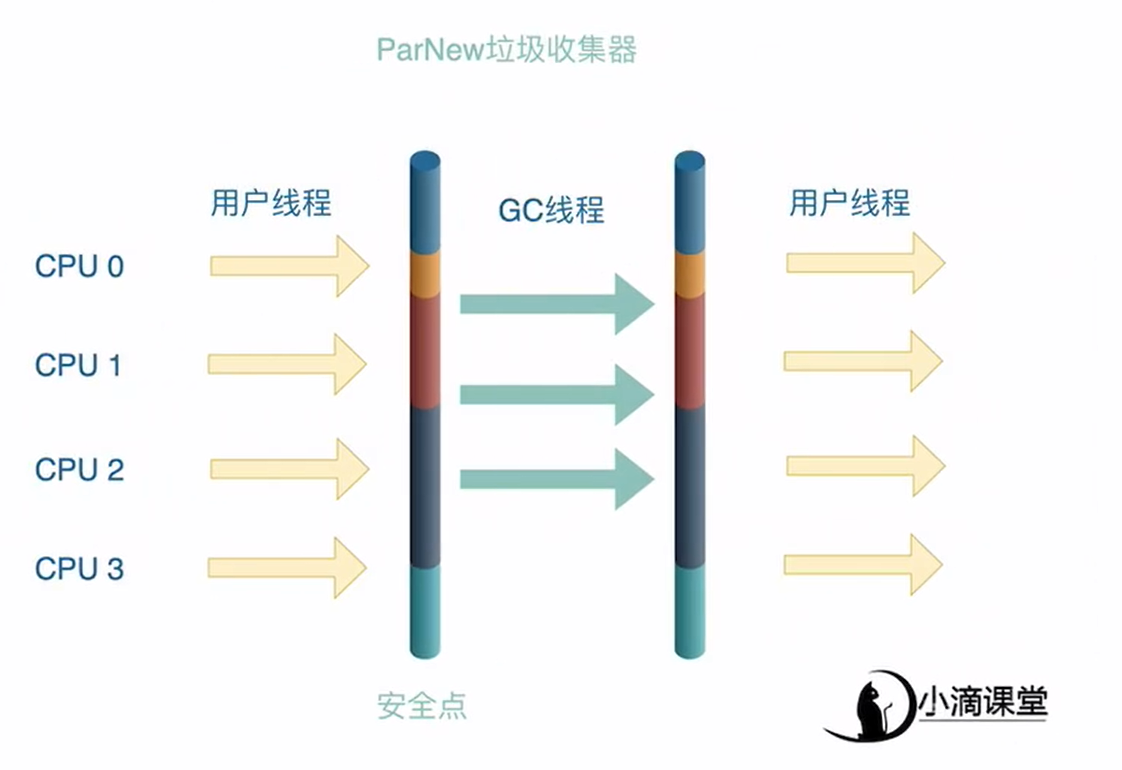 ParNew垃圾收集器
用户线程
GC线程
用户线程
CPU 0
CPU 1
CPU 2
CPU 3
安全点
小滴课堂